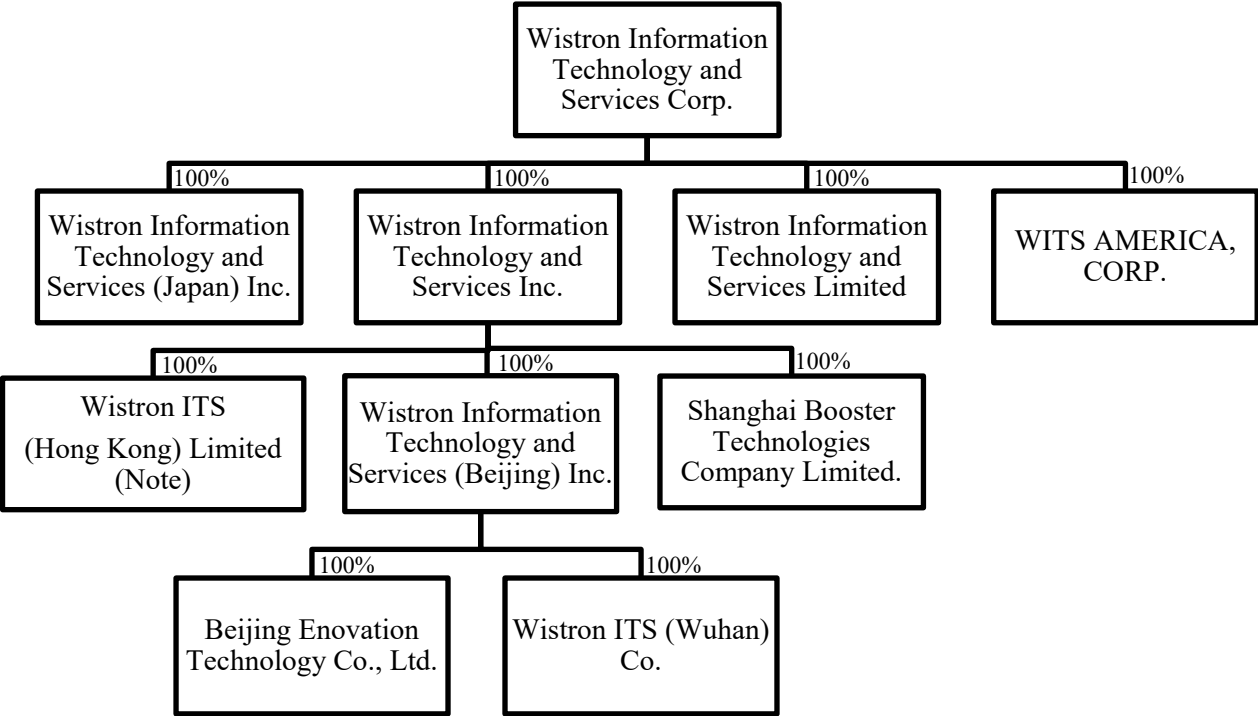 Wistron Information
Technology and
Services Corp.
100%
100%
100%
100%
Wistron Information
Technology and
Services (Japan) Inc.
Wistron Information
Technology and
Services Inc.
Wistron Information
Technology and
Services Limited
WITS AMERICA,
CORP.
100%
100%
100%
Wistron ITS
(Hong Kong) Limited
(Note)
Wistron Information
Technology and
Services (Beijing) Inc.
Shanghai Booster
Technologies
Company Limited.
100%
100%
Beijing Enovation
Technology Co., Ltd.
Wistron ITS (Wuhan)
Co.